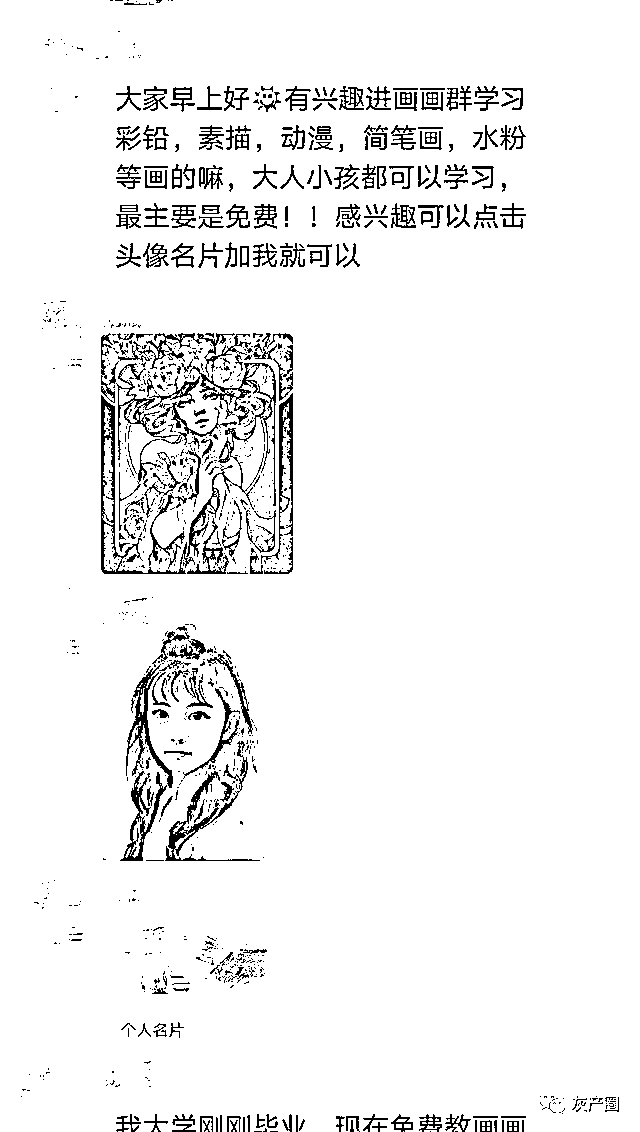 大家早上好🌞有兴趣进画画群学习
彩铅，素描，动漫，简笔画，水粉
等画的嘛，大人小孩都可以学习，
最主要是免费！！感兴趣可以点击
头像名片加我就可以
个人名片
我大学刚刚毕业，现在免费教画画
灰产圈